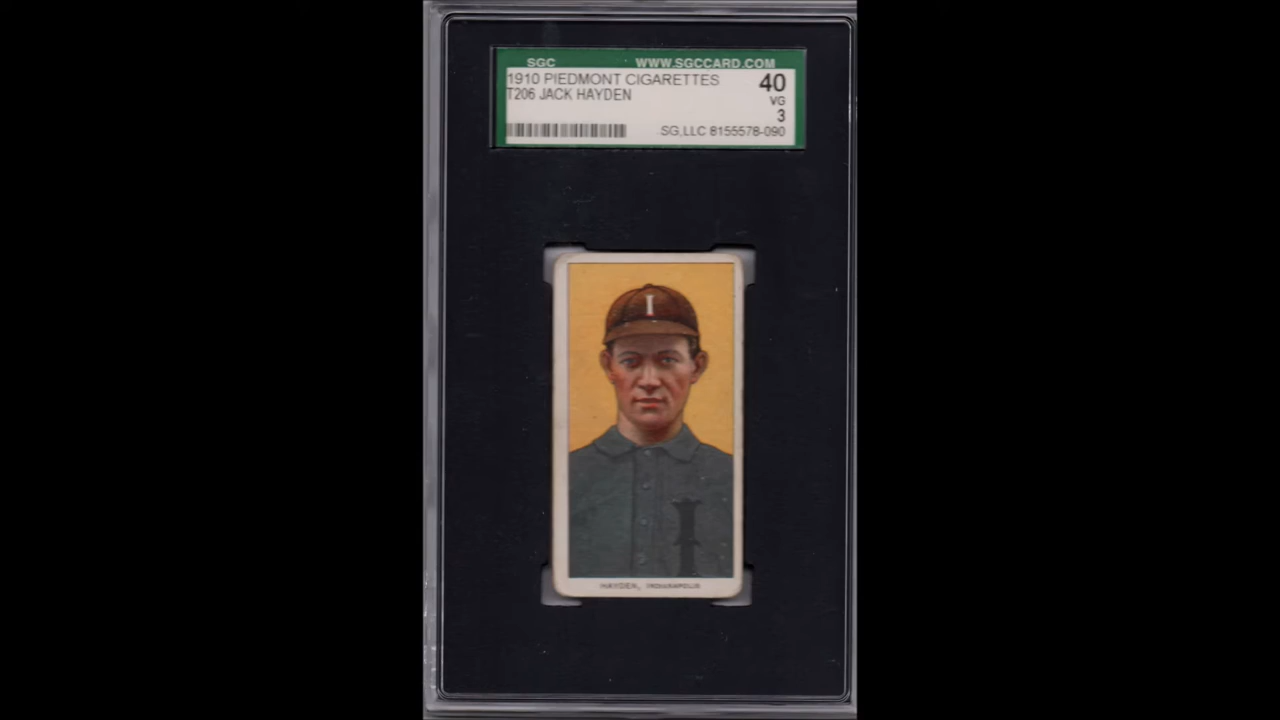 SGC WWW.SGCCARD.COM
1910 PIEDMONT CIGARETTES 40
T206 JACK HAYDEN VG
3
SG,LLC 8155578-090
I
I
HAYDEN, INDIANAPOLIS